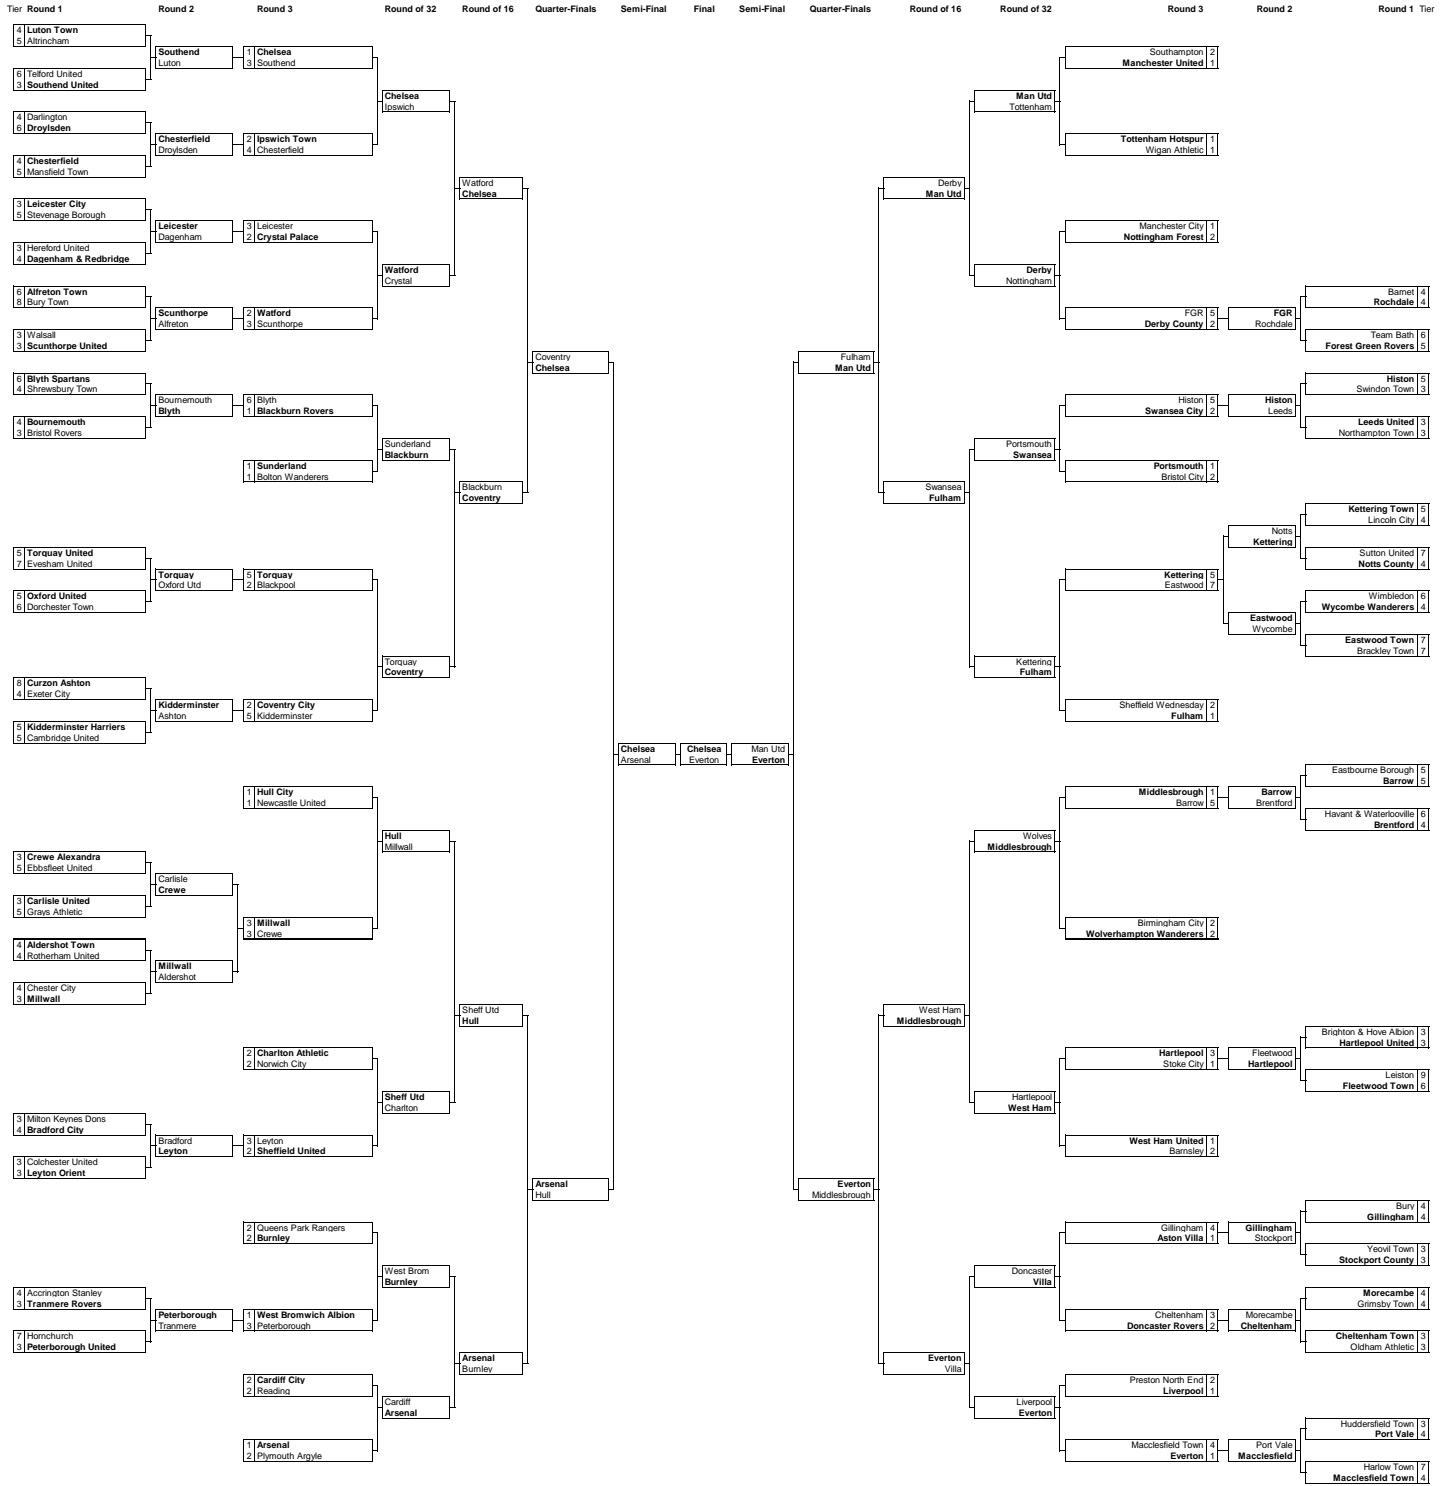 Tier Round 1 Round 2 Round 3 Round of 32 Round of 16 Quarter-Finals Semi-Final Final Semi-Final Quarter-Finals Round of 16 Round of 32 Round 3 Round 2 Round 1 Tier
4 Luton Town
5 Altrincham
6 Telford United
3 Southend United
4 Darlington
6 Droylsden
4 Chesterfield
5 Mansfield Town
3 Leicester City
5 Stevenage Borough
3 Hereford United
4 Dagenham & Redbridge
6 Alfreton Town
8 Bury Town
3 Walsall
3 Scunthorpe United
6 Blyth Spartans
4 Shrewsbury Town
4 Bournemouth
3 Bristol Rovers
5 Torquay United
7 Evesham United
5 Oxford United
6 Dorchester Town
8 Curzon Ashton
4 Exeter City
5 Kidderminster Harriers
5 Cambridge United
3 Crewe Alexandra
5 Ebbsfleet United
3 Carlisle United
5 Grays Athletic
4 Aldershot Town
4 Rotherham United
4 Chester City
3 Millwall
3 Milton Keynes Dons
4 Bradford City
3 Colchester United
3 Leyton Orient
4 Accrington Stanley
3 Tranmere Rovers
7 Hornchurch
3 Peterborough United
Southend
Luton
Chesterfield
Droylsden
Leicester
Dagenham
Scunthorpe
Alfreton
Bournemouth
Blyth
Torquay
Oxford Utd
Kidderminster
Ashton
Carlisle
Crewe
Millwall
Aldershot
Bradford
Leyton
Peterborough
Tranmere
1 Chelsea
3 Southend
2 Ipswich Town
4 Chesterfield
3 Leicester
2 Crystal Palace
2 Watford
3 Scunthorpe
6 Blyth
1 Blackburn Rovers
1 Sunderland
1 Bolton Wanderers
5 Torquay
2 Blackpool
2 Coventry City
5 Kidderminster
1 Hull City
1 Newcastle United
3 Millwall
3 Crewe
2 Charlton Athletic
2 Norwich City
3 Leyton
2 Sheffield United
2 Queens Park Rangers
2 Burnley
1 West Bromwich Albion
3 Peterborough
2 Cardiff City
2 Reading
1 Arsenal
2 Plymouth Argyle
Chelsea
Ipswich
Watford
Crystal
Sunderland
Blackburn
Torquay
Coventry
Hull
Millwall
Sheff Utd
Charlton
West Brom
Burnley
Cardiff
Arsenal
Watford
Chelsea
Blackburn
Coventry
Sheff Utd
Hull
Arsenal
Burnley
Coventry
Chelsea
Arsenal
Hull
Chelsea
Arsenal
Chelsea
Everton
Man Utd
Everton
Fulham
Man Utd
Everton
Middlesbrough
Derby
Man Utd
Swansea
Fulham
West Ham
Middlesbrough
Everton
Villa
Man Utd
Tottenham
Derby
Nottingham
Portsmouth
Swansea
Kettering
Fulham
Wolves
Middlesbrough
Hartlepool
West Ham
Doncaster
Villa
Liverpool
Everton
Southampton 2
Manchester United 1
Tottenham Hotspur 1
Wigan Athletic 1
Manchester City 1
Nottingham Forest 2
FGR 5
Derby County 2
Histon 5
Swansea City 2
Portsmouth 1
Bristol City 2
Kettering 5
Eastwood 7
Sheffield Wednesday 2
Fulham 1
Middlesbrough 1
Barrow 5
Birmingham City 2
Wolverhampton Wanderers 2
Hartlepool 3
Stoke City 1
West Ham United 1
Barnsley 2
Gillingham 4
Aston Villa 1
Cheltenham 3
Doncaster Rovers 2
Preston North End 2
Liverpool 1
Macclesfield Town 4
Everton 1
FGR
Rochdale
Histon
Leeds
Notts
Kettering
Eastwood
Wycombe
Barrow
Brentford
Fleetwood
Hartlepool
Gillingham
Stockport
Morecambe
Cheltenham
Port Vale
Macclesfield
Barnet 4
Rochdale 4
Team Bath 6
Forest Green Rovers 5
Histon 5
Swindon Town 3
Leeds United 3
Northampton Town 3
Kettering Town 5
Lincoln City 4
Sutton United 7
Notts County 4
Wimbledon 6
Wycombe Wanderers 4
Eastwood Town 7
Brackley Town 7
Eastbourne Borough 5
Barrow 5
Havant & Waterlooville 6
Brentford 4
Brighton & Hove Albion 3
Hartlepool United 3
Leiston 9
Fleetwood Town 6
Bury 4
Gillingham 4
Yeovil Town 3
Stockport County 3
Morecambe 4
Grimsby Town 4
Cheltenham Town 3
Oldham Athletic 3
Huddersfield Town 3
Port Vale 4
Harlow Town 7
Macclesfield Town 4